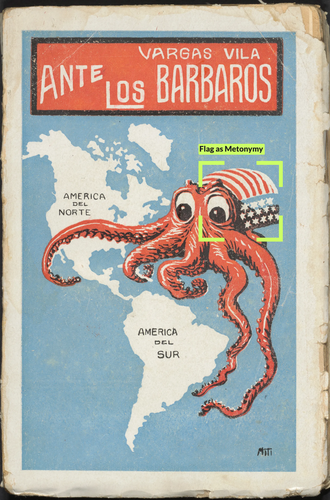 VARGAS VILA
ANTE LOS BARBAROS
Flag as Metonymy
AMERICA
DEL
NORTE
AMERICA
DEL
SUR
MITI